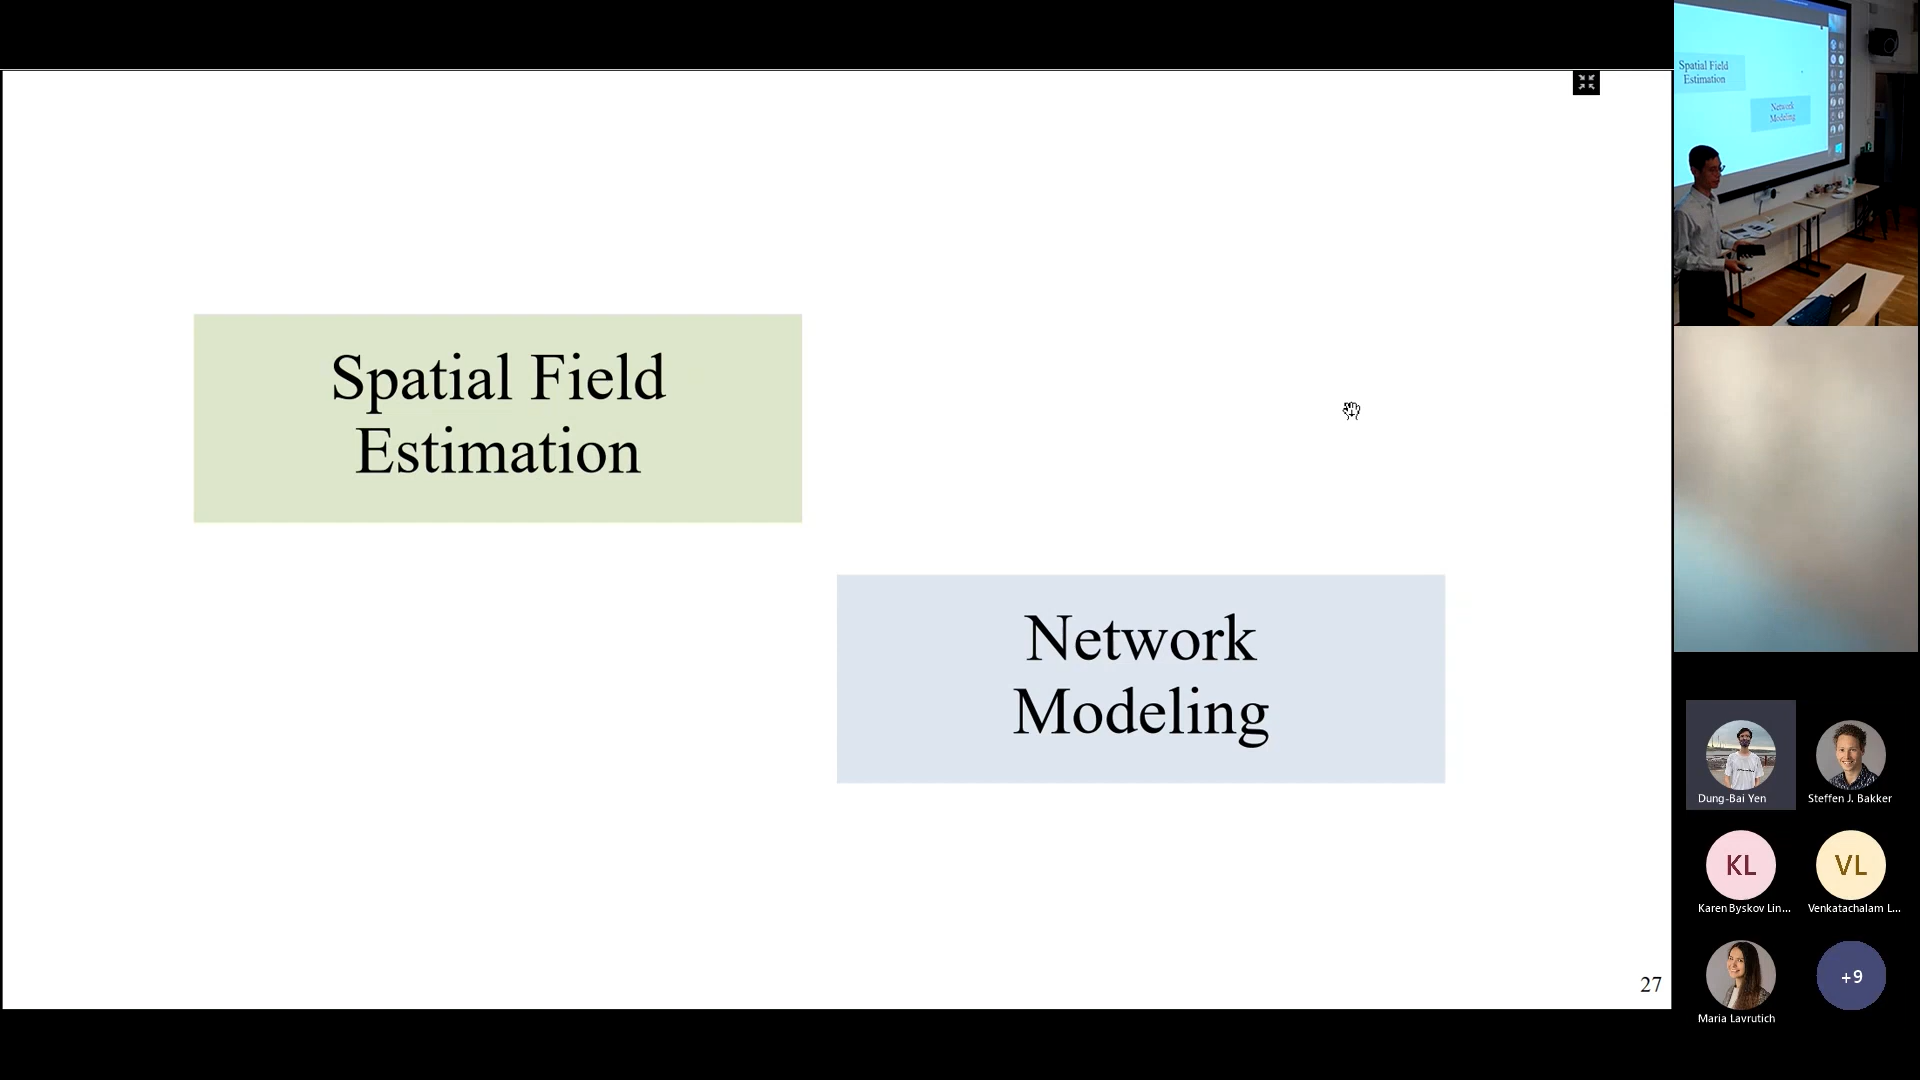 Spatial Field
Estimation
Network
Modeling
27
Spatial Field
Estimation
Network
Modeling
Dung-Bai Yen
Steffen J. Bakker
KL
VL
Karen Byskov Lin...
Venkatachalam L...
+9
Maria Lavrutich